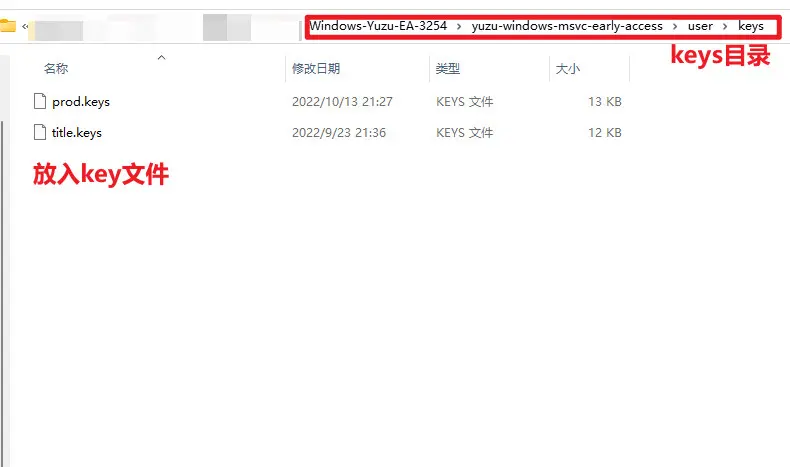 « Windows-Yuzu-EA-3254 > yuzu-windows-msvc-early-access > user > keys
keys目录
名称 修改日期 类型 大小
prod.keys 2022/10/13 21:27 KEYS 文件 13 KB
title.keys 2022/9/23 21:36 KEYS 文件 12 KB
放入key文件